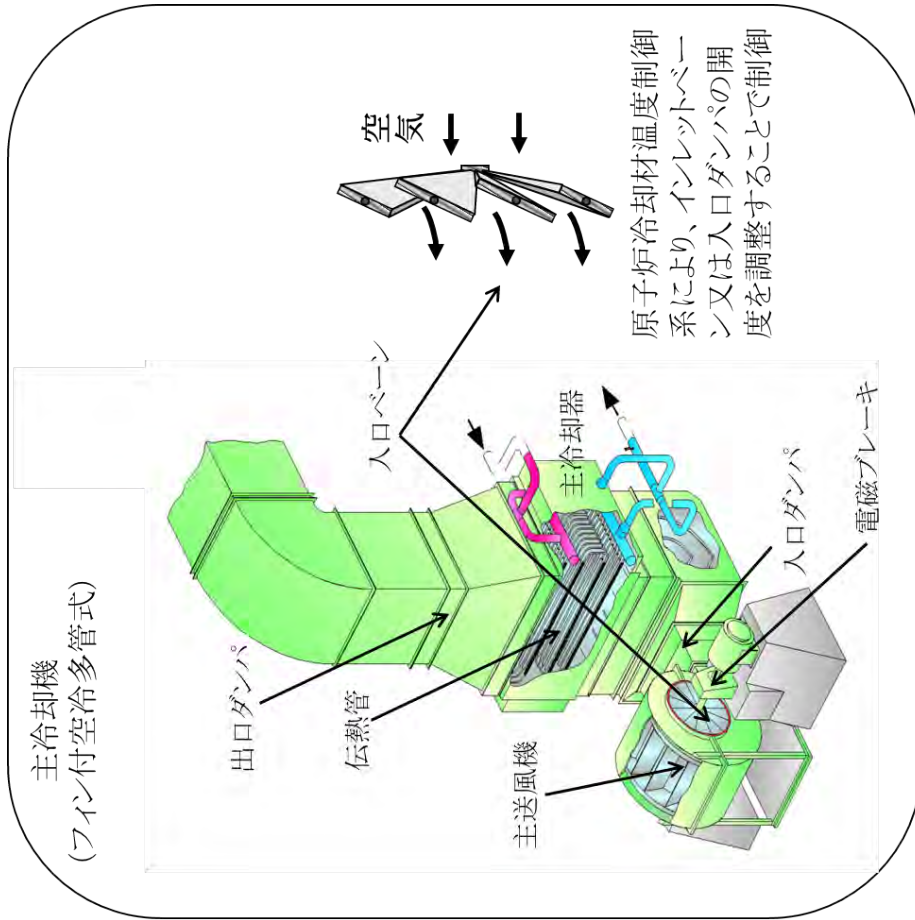 主冷却機
(フィン付空冷多管式)
出口ダンパ
伝熱管
主送風機
入口ベーン
主冷却器
入口ダンパ
電磁ブレーキ
空気
原子炉冷却材温度制御
系により、インレットベー
ン又は入口ダンパの開
度を調整することで制御